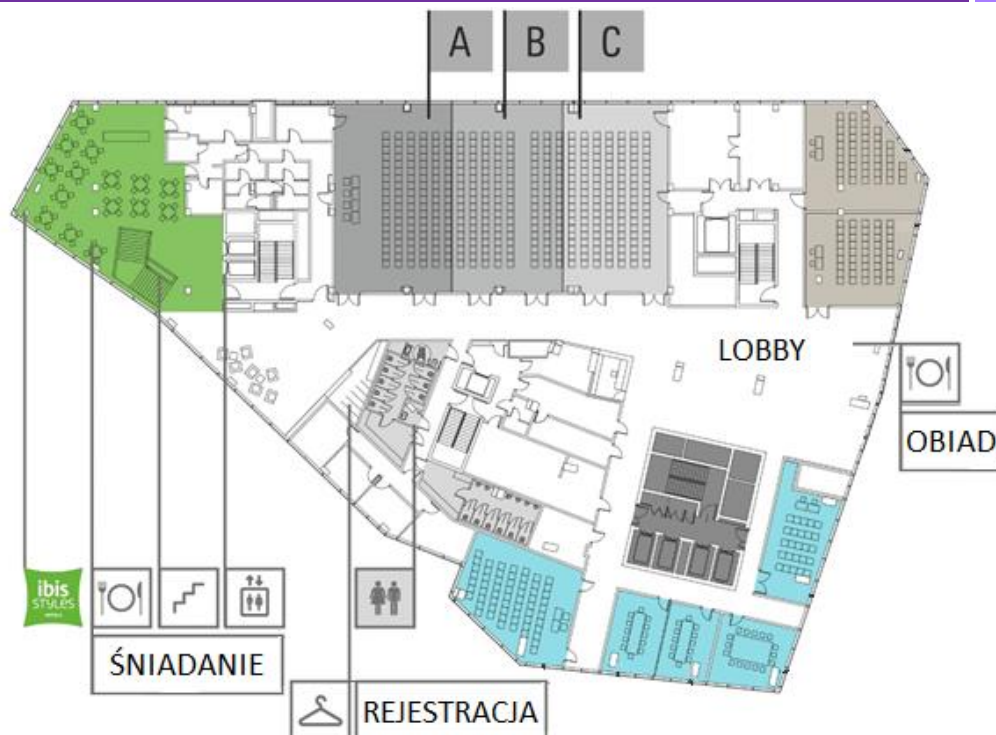 A
B
C
LOBBY
OBIAD
ibis
STYLES
ŚNIADANIE
REJESTRACJA